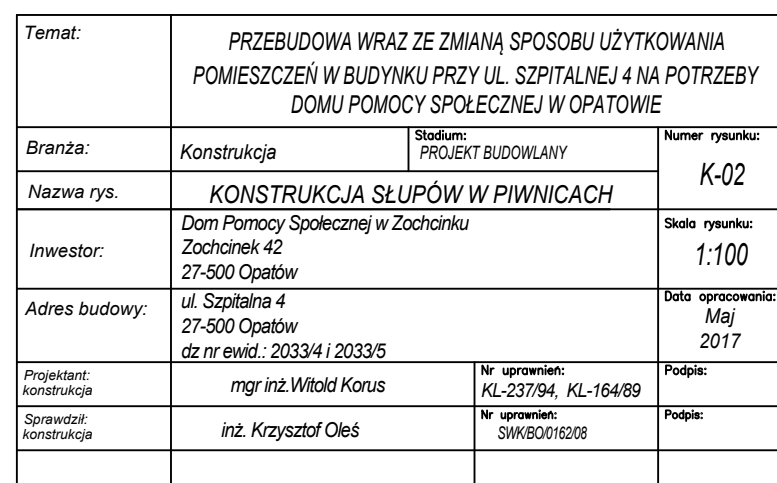 Temat:
PRZEBUDOWA WRAZ ZE ZMIANĄ SPOSOBU UŻYTKOWANIA
POMIESZCZEŃ W BUDYNKU PRZY UL. SZPITALNEJ 4 NA POTRZEBY
DOMU POMOCY SPOŁECZNEJ W OPATOWIE
Branża:
Konstrukcja
Stadium:
PROJEKT BUDOWLANY
Numer rysunku:
K-02
Nazwa rys.
KONSTRUKCJA SŁUPÓW W PIWNICACH
Inwestor:
Dom Pomocy Społecznej w Zochcinku
Zochcinek 42
27-500 Opatów
Skala rysunku:
1:100
Adres budowy:
ul. Szpitalna 4
27-500 Opatów
dz nr ewid.: 2033/4 i 2033/5
Data opracowania:
Maj
2017
Projektant:
konstrukcja
mgr inż.Witold Korus
Nr uprawnień:
KL-237/94, KL-164/89
Podpis:
Sprawdził:
konstrukcja
inż. Krzysztof Oleś
Nr uprawnień:
SWK/BO/0162/08
Podpis: